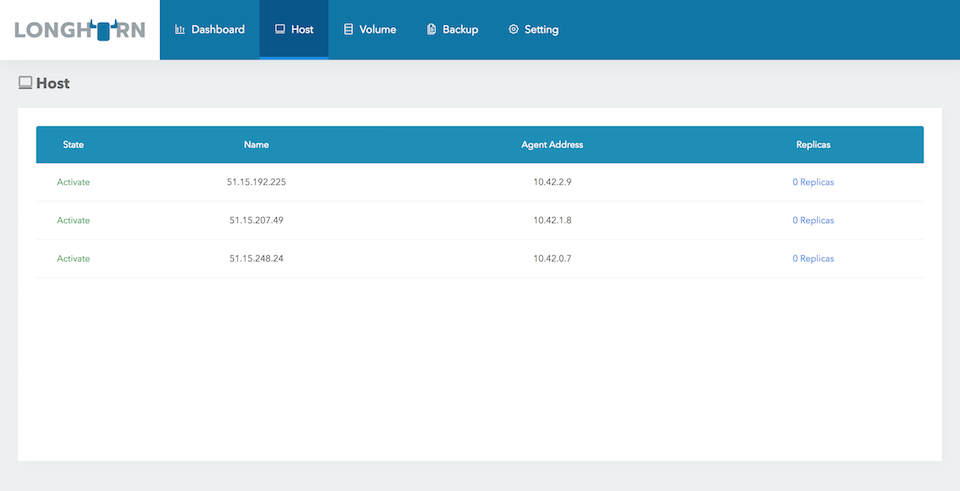 LONGHORN
Dashboard Host Volume Backup Setting
Host
State Name Agent Address Replicas
Activate 51.15.192.225 10.42.2.9 0 Replicas
Activate 51.15.207.49 10.42.1.8 0 Replicas
Activate 51.15.248.24 10.42.0.7 0 Replicas